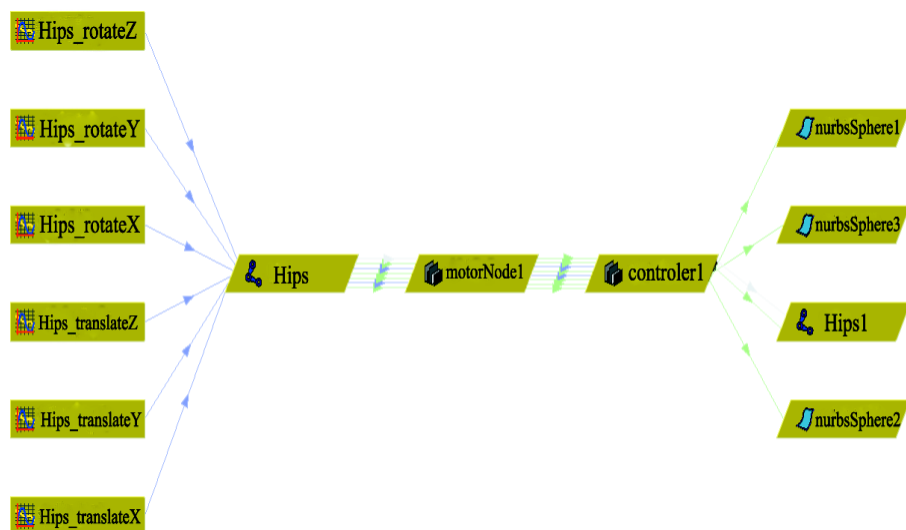 Hips_rotateZ
Hips_rotateY
Hips_rotateX
Hips_translateZ
Hips_translateY
Hips_translateX
Hips
motorNode1
controler1
nurbsSphere1
nurbsSphere3
Hips1
nurbsSphere2